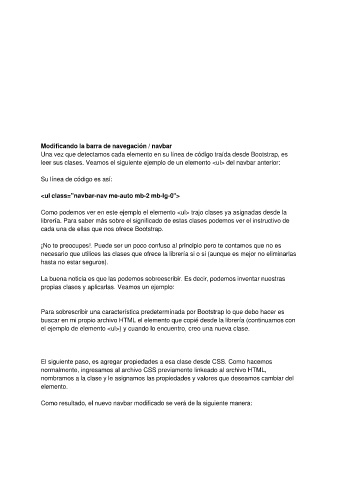 Modificando la barra de navegación / navbar
Una vez que detectamos cada elemento en su línea de código traída desde Bootstrap, es
leer sus clases. Veamos el siguiente ejemplo de un elemento <ul> del navbar anterior:
Su línea de código es así:
<ul class="navbar-nav me-auto mb-2 mb-lg-0">
Como podemos ver en este ejemplo el elemento <ul> trajo clases ya asignadas desde la
librería. Para saber más sobre el significado de estas clases podemos ver el instructivo de
cada una de ellas que nos ofrece Bootstrap.
¡No te preocupes!. Puede ser un poco confuso al principio pero te contamos que no es
necesario que utilices las clases que ofrece la librería si o si (aunque es mejor no eliminarlas
hasta no estar seguros).
La buena noticia es que las podemos sobreescribir. Es decir, podemos inventar nuestras
propias clases y aplicarlas. Veamos un ejemplo:
Para sobrescribir una característica predeterminada por Bootstrap lo que debo hacer es
buscar en mi propio archivo HTML el elemento que copié desde la librería (continuamos con
el ejemplo de elemento <ul>) y cuando lo encuentro, creo una nueva clase.
El siguiente paso, es agregar propiedades a esa clase desde CSS. Como hacemos
normalmente, ingresamos al archivo CSS previamente linkeado al archivo HTML,
nombramos a la clase y le asignamos las propiedades y valores que deseamos cambiar del
elemento.
Como resultado, el nuevo navbar modificado se verá de la siguiente manera: